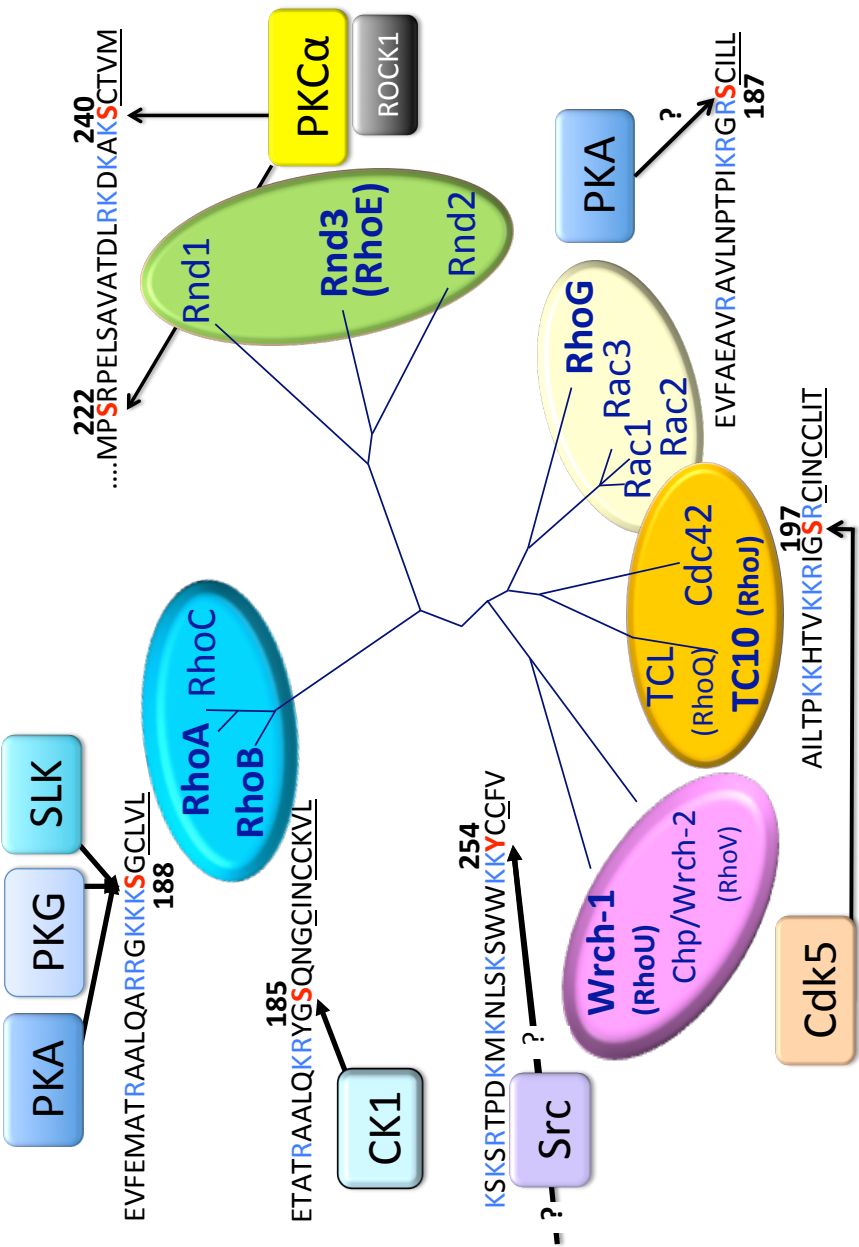 PKA
PKG
SLK
EVFEMATRAALQARRGKKKSGCLVL
188
222
240
.....MPSRPELSAVATDLRKDKAKSCTVM
RhoA
RhoC
RhoB
Rnd1
Rnd3
(RhoE)
Rnd2
PKCα
ROCK1
185
ETATRAALQKRYGSQNGCINCCKVL
CK1
254
KSKSRTPDKMKNLSKSWWKKYCCFV
?
Src
?
Wrch-1
(RhoU)
Chp/Wrch-2
(RhoV)
TCL
(RhoQ)
TC10 (RhoJ)
Cdc42
RhoG
Rac3
Rac1
Rac2
PKA
?
EVFAEAVRAVLNPTPIKRGRSCILL
187
197
AILTPKKHTVKKRIGSRCINCCLIT
Cdk5